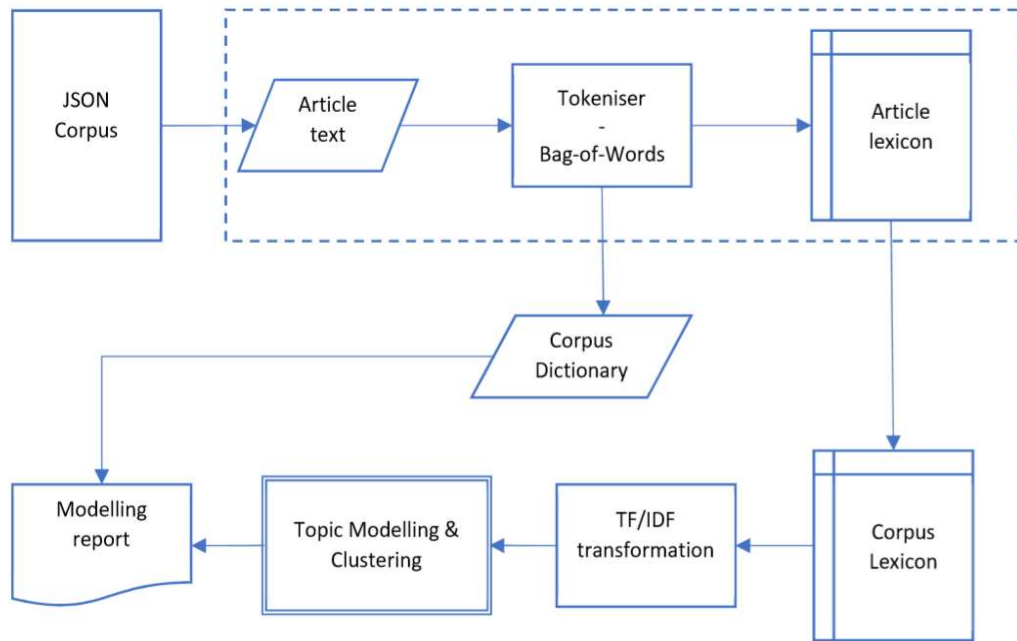 JSON
Corpus
Article
text
Tokeniser
-
Bag-of-Words
Article
lexicon
Corpus
Dictionary
Modelling
report
Topic Modelling &
Clustering
TF/IDF
transformation
Corpus
Lexicon